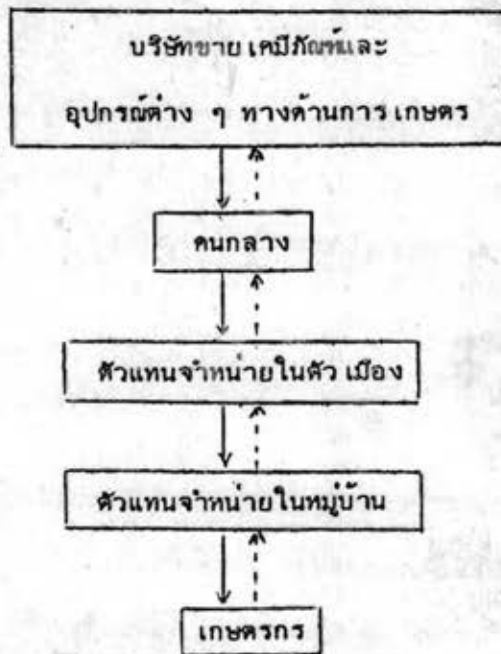 บริษัทขายเคมีภัณฑ์และ
อุปกรณ์ต่าง ๆ ทางด้านการเกษตร
คนกลาง
ตัวแทนจำหน่ายในตัวเมือง
ตัวแทนจำหน่ายในหมู่บ้าน
เกษตรกร